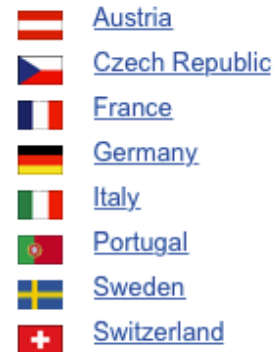 Austria
Czech Republic
France
Germany
Italy
Portugal
Sweden
Switzerland